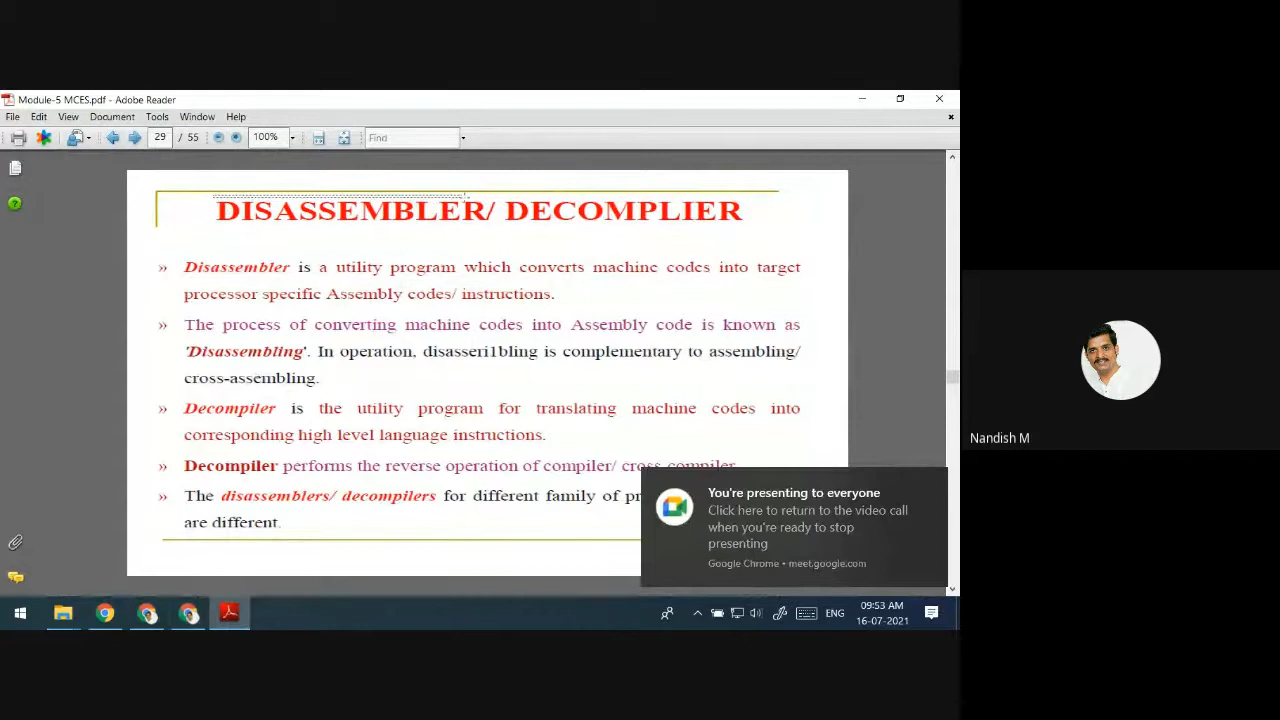 Module-5 MCES.pdf - Adobe Reader
File Edit View Document Tools Window Help
29 / 55 100% Find
DISASSEMBLER/ DECOMPLIER
» Disassembler is a utility program which converts machine codes into target
processor specific Assembly codes/ instructions.
» The process of converting machine codes into Assembly code is known as
'Disassembling'. In operation, disasseri1bling is complementary to assembling/
cross-assembling.
» Decompiler is the utility program for translating machine codes into
corresponding high level language instructions.
» Decompiler performs the reverse operation of compiler/ cross-compiler.
» The disassemblers/ decompilers for different family of
are different.
You're presenting to everyone
Click here to return to the video call
when you're ready to stop
presenting
Google Chrome • meet.google.com
Nandish M
ENG
09:53 AM
16-07-2021